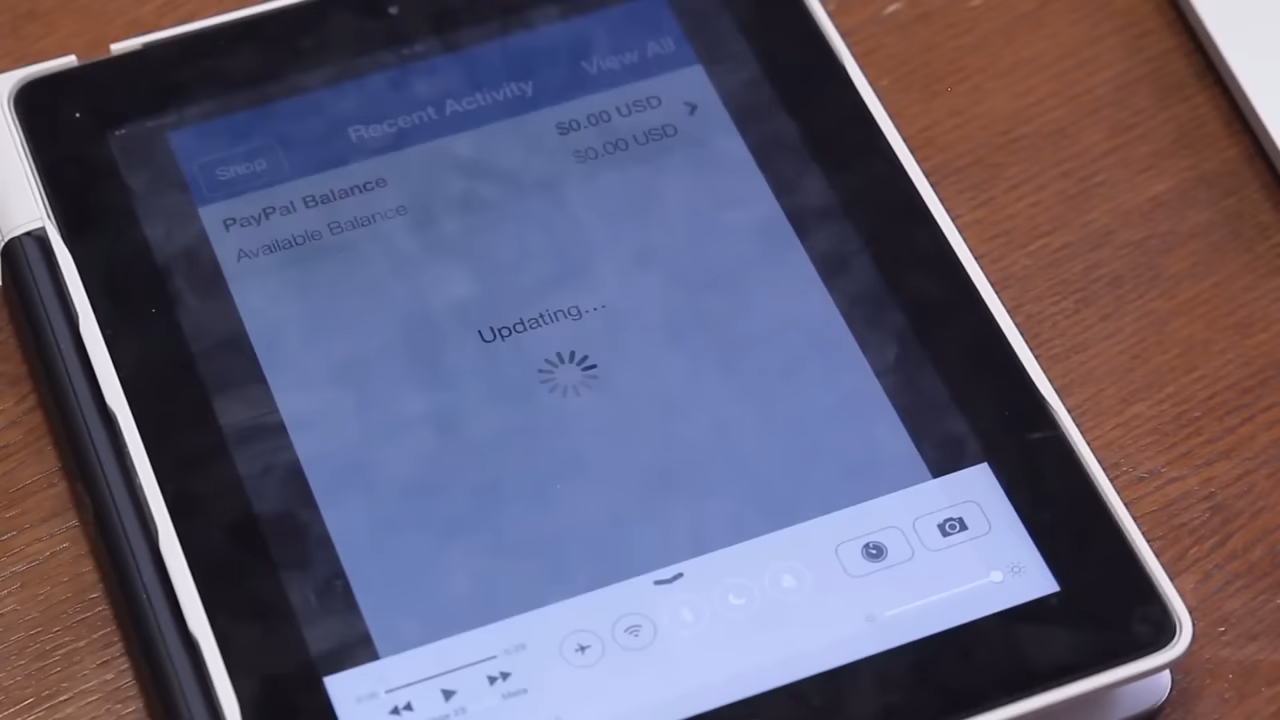 Recent Activity
View All
Shop
PayPal Balance
$0.00 USD
Available Balance
$0.00 USD
Updating...